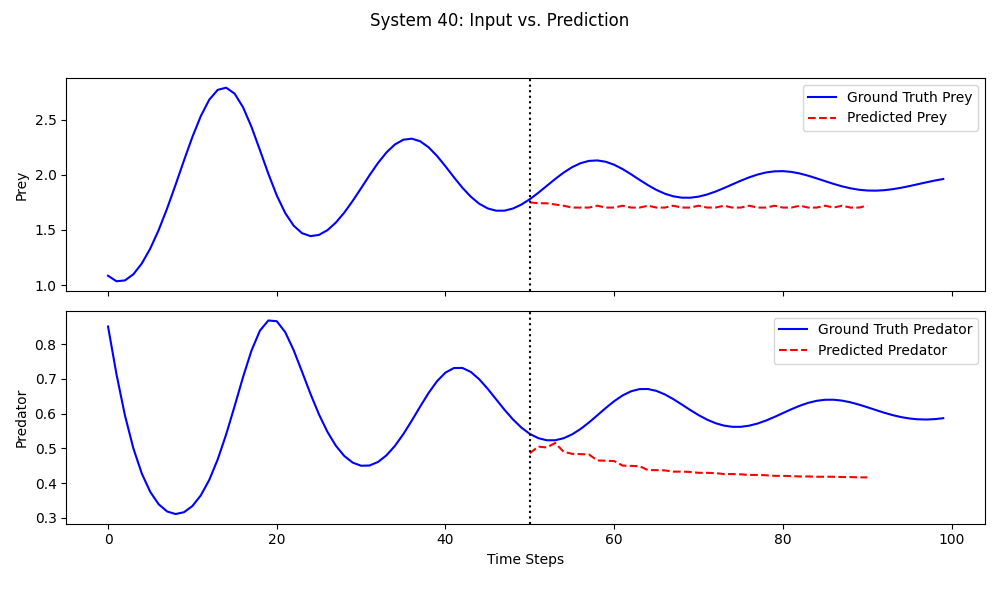 System 40: Input vs. Prediction
Prey
2.5
2.0
1.5
1.0
Ground Truth Prey
Predicted Prey
Predator
0.8
0.7
0.6
0.5
0.4
0.3
Ground Truth Predator
Predicted Predator
0
20
40
60
80
100
Time Steps